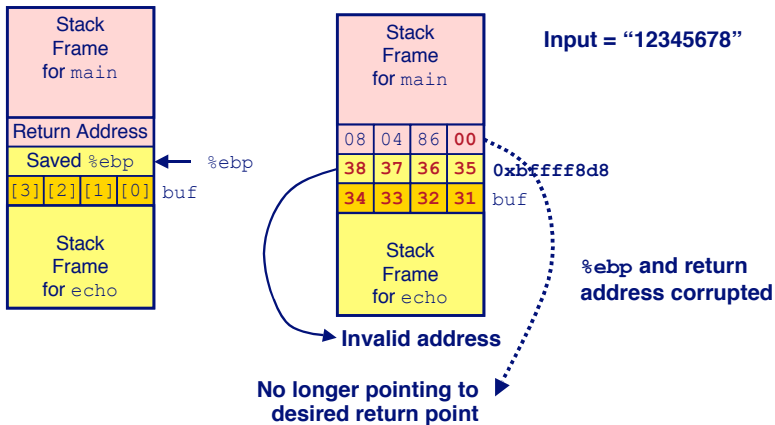 Stack
Frame
for main
Return Address
Saved %ebp
%ebp
[3] [2] [1] [0] buf
Stack
Frame
for echo
Stack
Frame
for main
08 04 86 00
38 37 36 35 0xbffff8d8
34 33 32 31 buf
Stack
Frame
for echo
Input = “12345678”
%ebp and return
address corrupted
Invalid address
No longer pointing to
desired return point